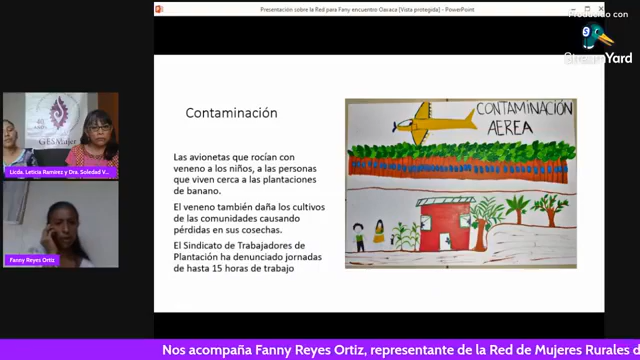 Presentación sobre la Red para Fany encuentro Oaxaca [Vista protegida] - PowerPoint
Producido con
StreamYard
Contaminación
CONTAMINACIÓN
AEREA
GESMujer
Licda. Leticia Ramírez y Dra. Soledad V...
Las avionetas que rocían con
veneno a los niños, a las personas
que viven cerca a las plantaciones
de banano.
El veneno también daña los cultivos
de las comunidades causando
pérdidas en sus cosechas.
El Sindicato de Trabajadores de
Plantación ha denunciado jornadas
de hasta 15 horas de trabajo
Fanny Reyes Ortiz
Nos acompaña Fanny Reyes Ortiz, representante de la Red de Mujeres Rurales d